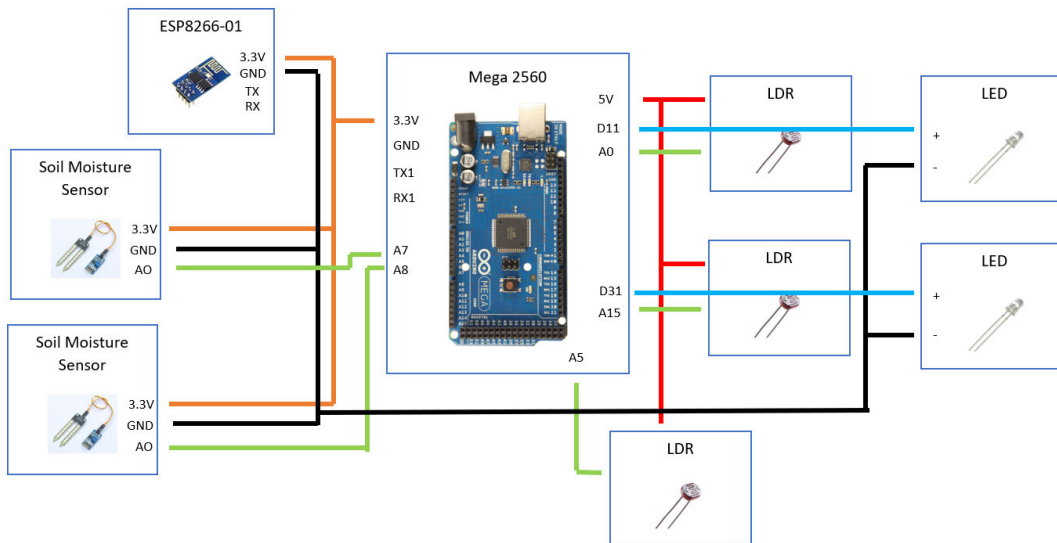 ESP8266-01
3.3V
GND
TX
RX
Soil Moisture
Sensor
3.3V
GND
AO
Soil Moisture
Sensor
3.3V
GND
AO
Mega 2560
3.3V
GND
TX1
RX1
A7
A8
5V
D11
A0
D31
A15
A5
ARDUINO
MEGA
LDR
LED
+
-
LDR
LED
+
-
LDR